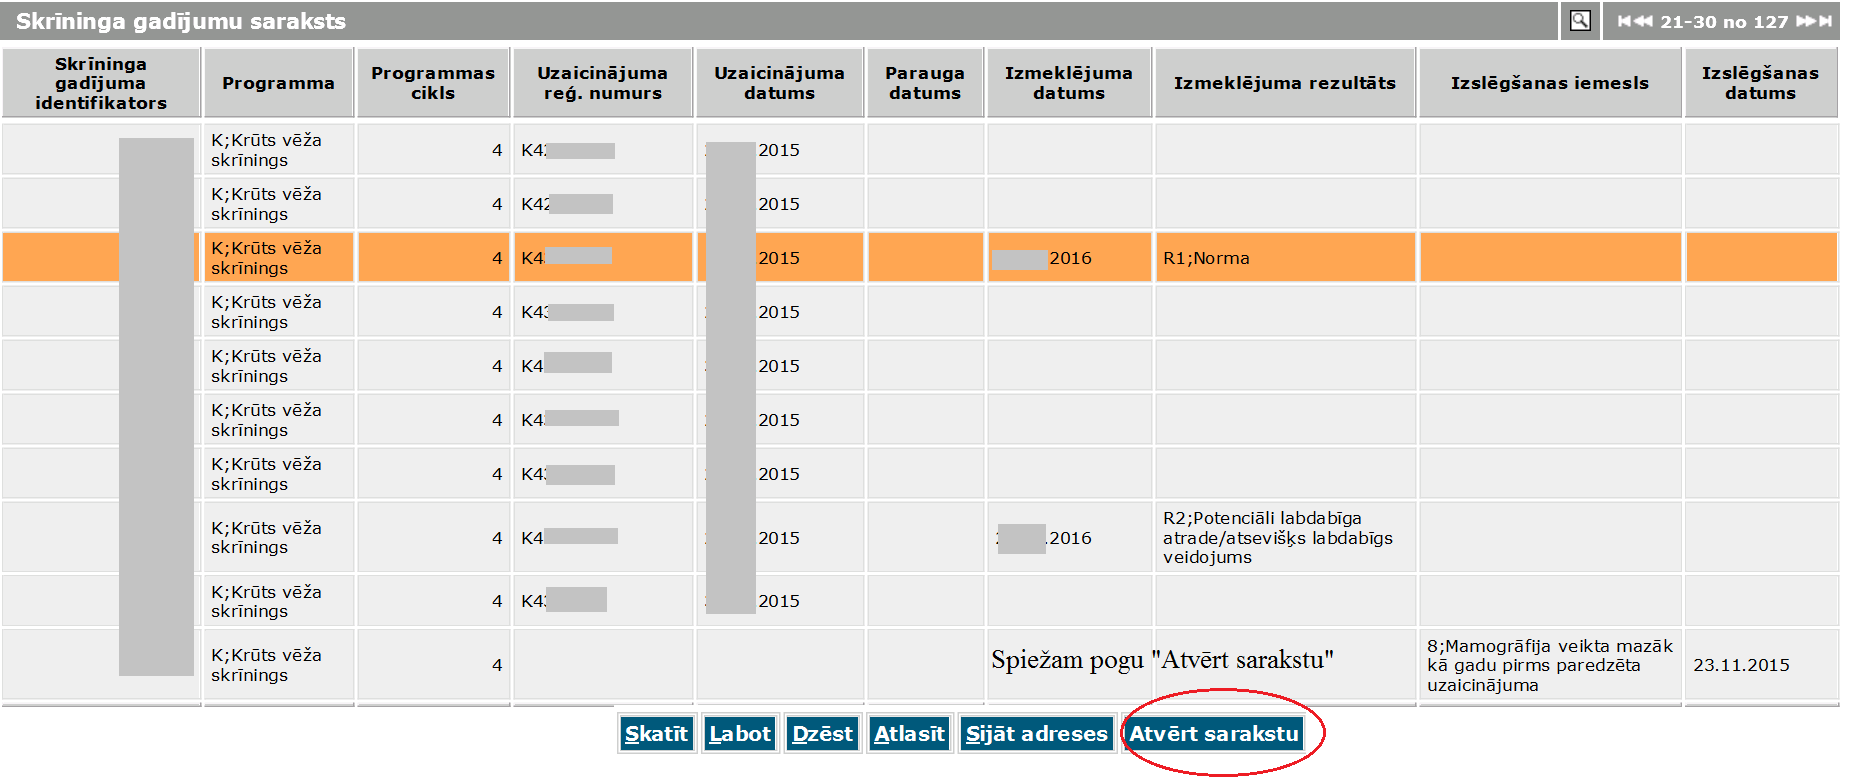 Skrīninga gadījumu saraksts
21-30 no 127
Skrīninga gadījuma identifikators
Programma
Programmas cikls
Uzaicinājuma reģ. numurs
Uzaicinājuma datums
Parauga datums
Izmeklējuma datums
Izmeklējuma rezultāts
Izslēgšanas iemesls
Izslēgšanas datums
K;Krūts vēža skrīnings 4 K42 2015
K;Krūts vēža skrīnings 4 K42 2015
K;Krūts vēža skrīnings 4 K4 2015 2016 R1;Norma
K;Krūts vēža skrīnings 4 K43 2015
K;Krūts vēža skrīnings 4 K4 2015
K;Krūts vēža skrīnings 4 K4 2015
K;Krūts vēža skrīnings 4 K43 2015
K;Krūts vēža skrīnings 4 K4 2015 .2016 R2;Potenciāli labdabīga atrade/atsevišķs labdabīgs veidojums
K;Krūts vēža skrīnings 4 K43 2015
K;Krūts vēža skrīnings 4 8;Mamogrāfija veikta mazāk kā gadu pirms paredzēta uzaicinājuma 23.11.2015
Spiežam pogu "Atvērt sarakstu"
Skatīt Labot Dzēst Atlasīt Sijāt adreses Atvērt sarakstu